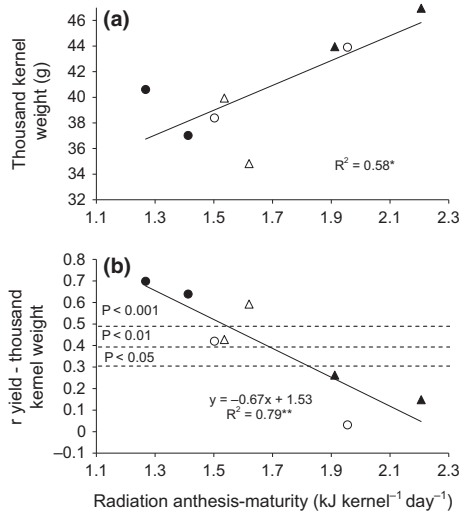 (a)
Thousand kernel
weight (g)
46
44
42
40
38
36
34
32
R² = 0.58*
1.1 1.3 1.5 1.7 1.9 2.1 2.3
(b)
r yield - thousand
kernel weight
0.8
0.7
0.6
0.5
0.4
0.3
0.2
0.1
0
–0.1
P < 0.001
P < 0.01
P < 0.05
y = –0.67x + 1.53
R² = 0.79**
1.1 1.3 1.5 1.7 1.9 2.1 2.3
Radiation anthesis-maturity (kJ kernel⁻¹ day⁻¹)